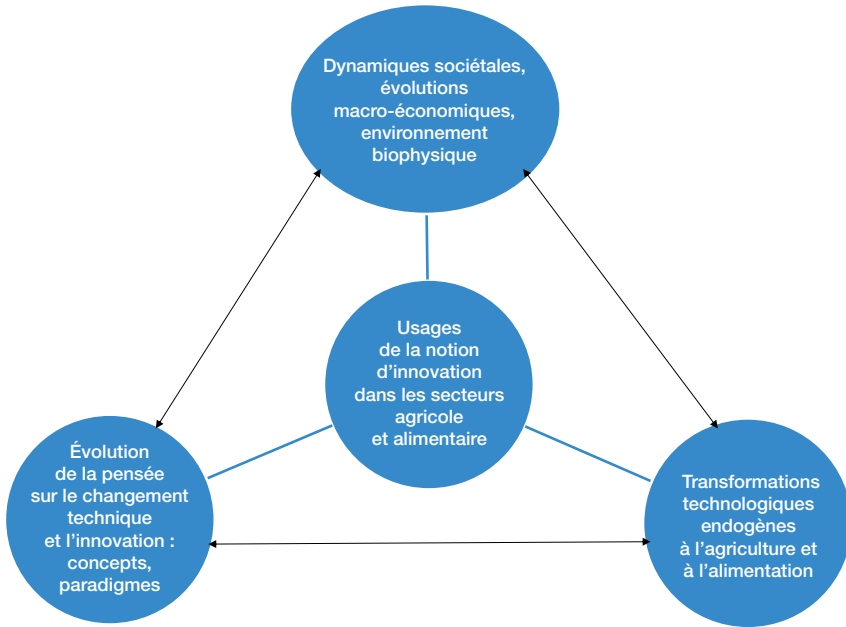 Dynamiques sociétales,
évolutions
macro-économiques,
environnement
biophysique
Usages
de la notion
d’innovation
dans les secteurs
agricole
et alimentaire
Évolution
de la pensée
sur le changement
technique
et l’innovation :
concepts,
paradigmes
Transformations
technologiques
endogènes
à l’agriculture et
à l’alimentation